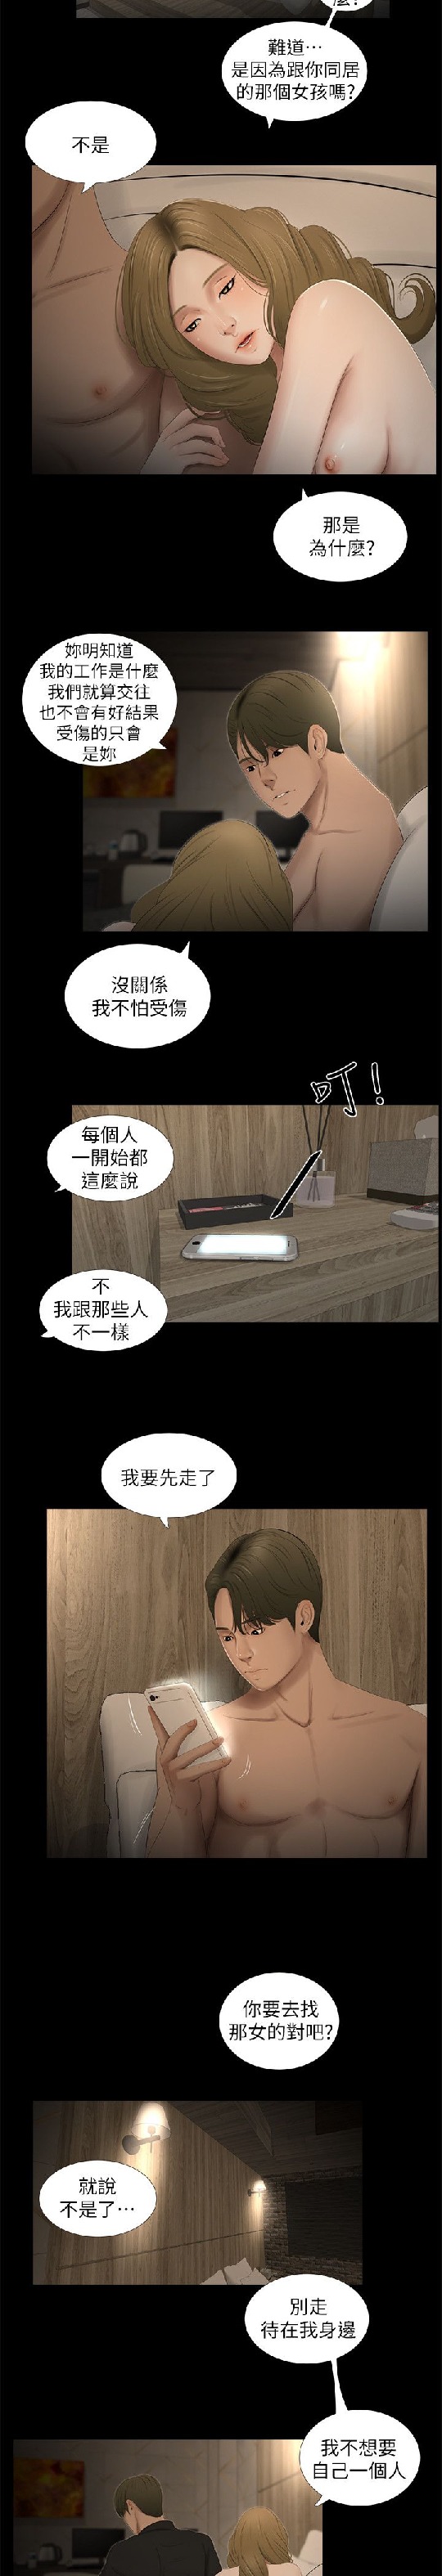 難道…
是因為跟你同居
的那個女孩嗎?
不是
那是
為什麼?
妳明知道
我的工作是什麼
我們就算交往
也不會有好結果
受傷的只會
是妳
沒關係
我不怕受傷
叮!
每個人
一開始都
這麼說
不
我跟那些人
不一樣
我要先走了
你要去找
那女的對吧?
就說
不是了…
別走
待在我身邊
我不想要
自己一個人